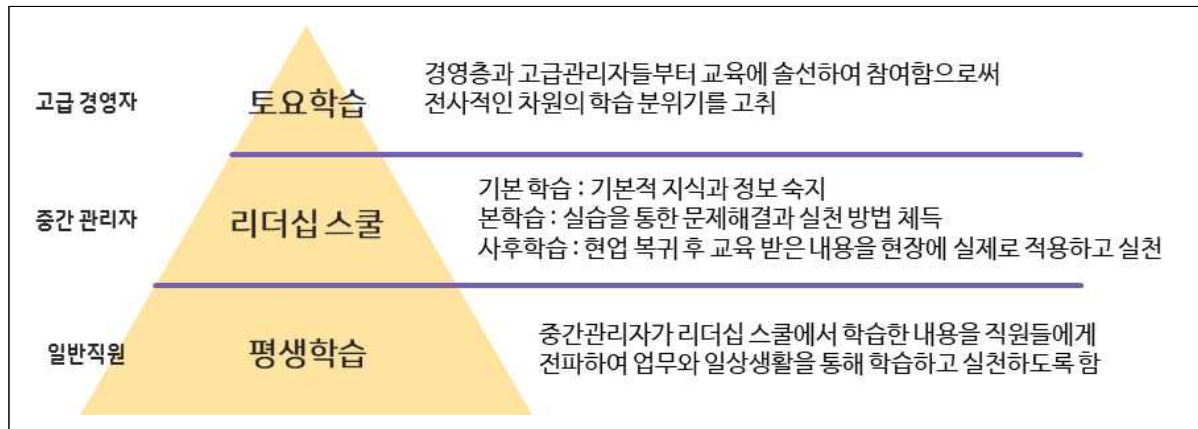 고급 경영자
토요학습
경영층과 고급관리자들부터 교육에 솔선하여 참여함으로써
전사적인 차원의 학습 분위기를 고취
중간 관리자
리더십 스쿨
기본 학습 : 기본적 지식과 정보 숙지
본학습 : 실습을 통한 문제해결과 실천 방법 체득
사후학습 : 현업 복귀 후 교육 받은 내용을 현장에 실제로 적용하고 실천
일반직원
평생학습
중간관리자가 리더십 스쿨에서 학습한 내용을 직원들에게
전파하여 업무와 일상생활을 통해 학습하고 실천하도록 함